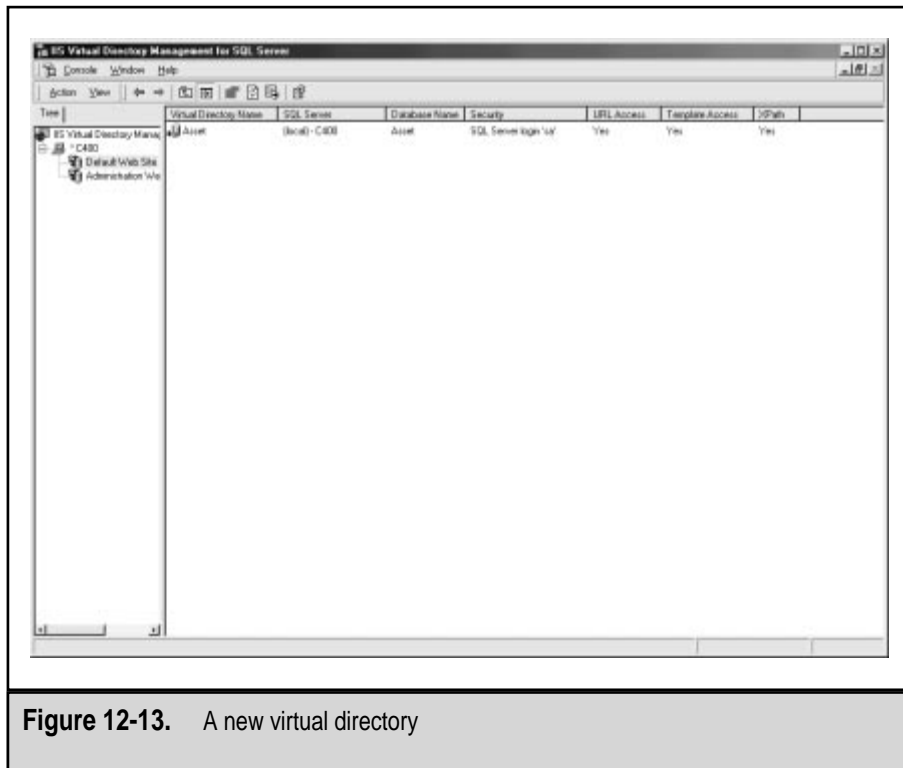 IIS Virtual Directory Management for SQL Server
Console Window Help
Action View
Tree
Virtual Directory Name SQL Server Database Name Security URL Access Template Access XPath
IIS Virtual Directory Manag
* C400
Default Web Site
Administration We
Asset (local) - C400 Asset SQL Server login 'sa' Yes Yes Yes
Figure 12-13. A new virtual directory